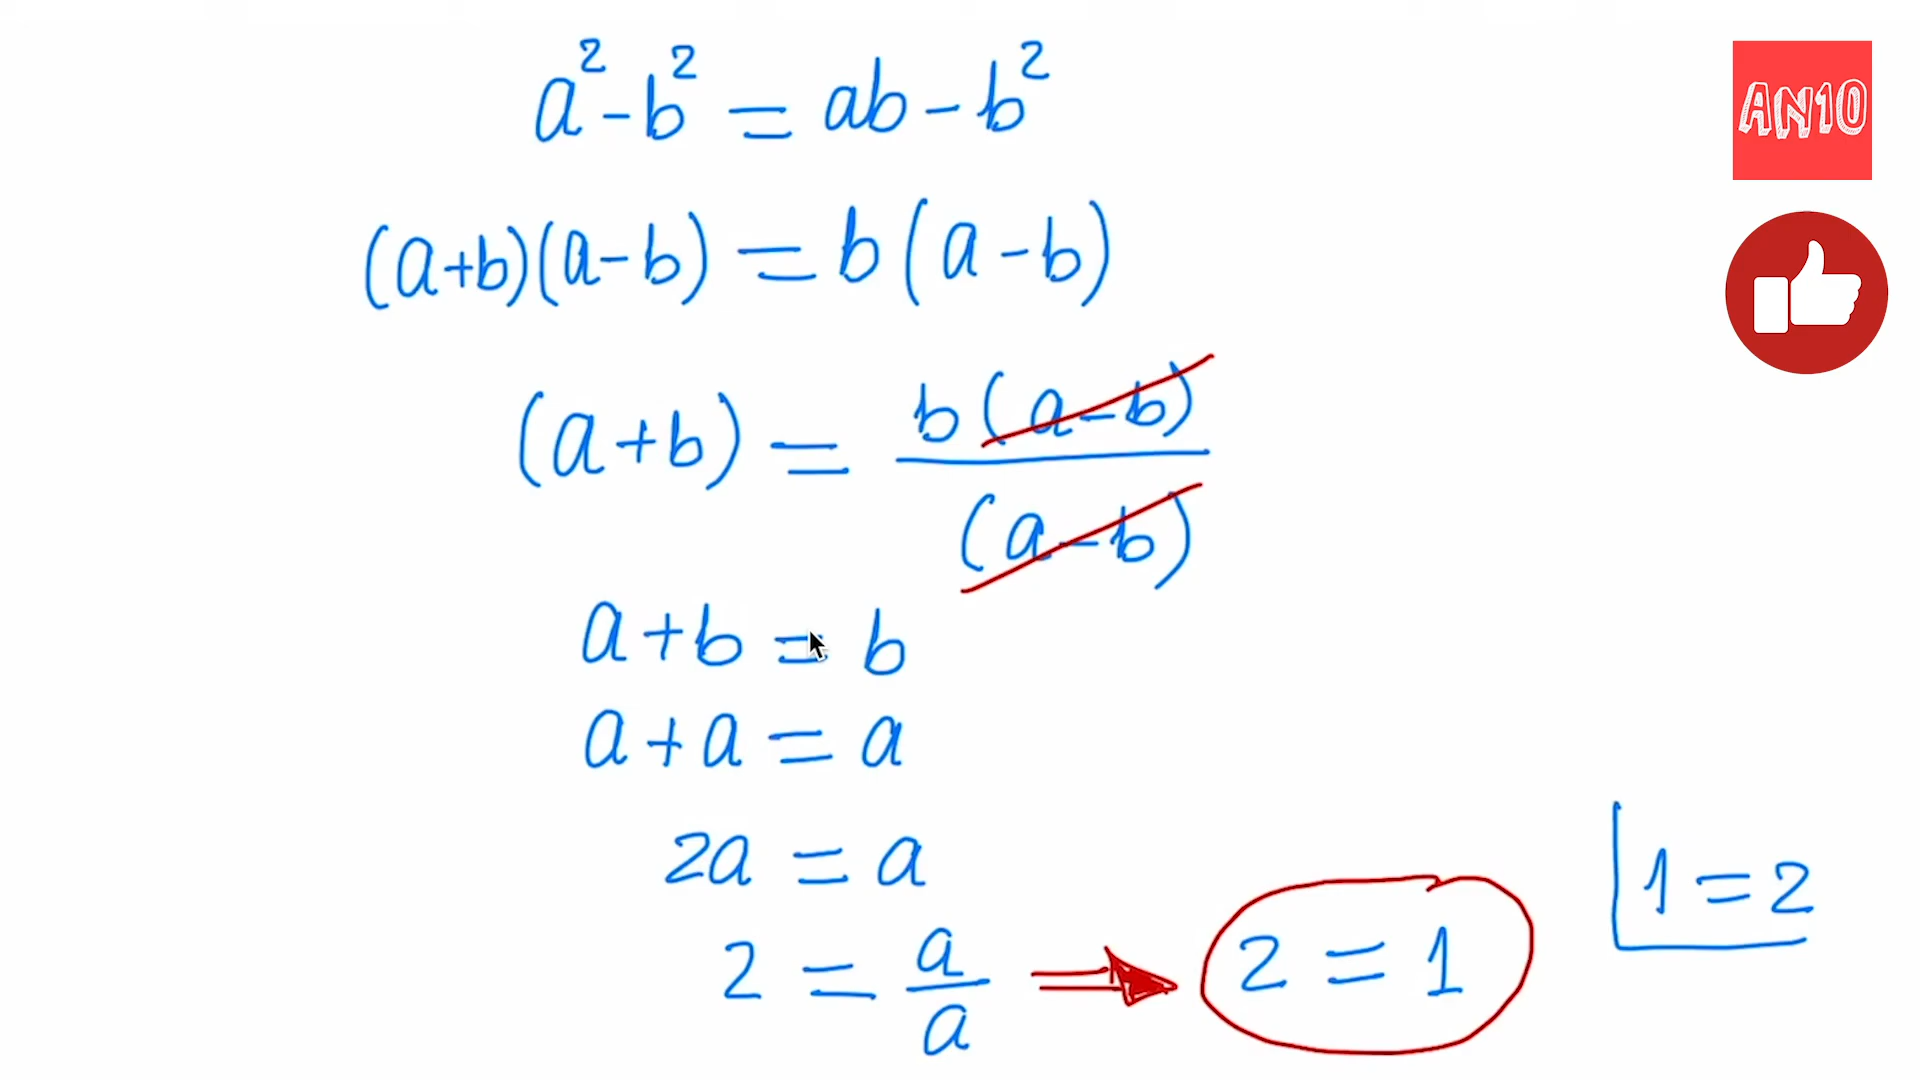 a² - b² = ab - b²
AN10
(a+b)(a-b) = b(a-b)
(a+b) = b(a-b) / (a-b)
a+b = b
a+a = a
2a = a
1=2
2 = a/a ⇒ 2 = 1